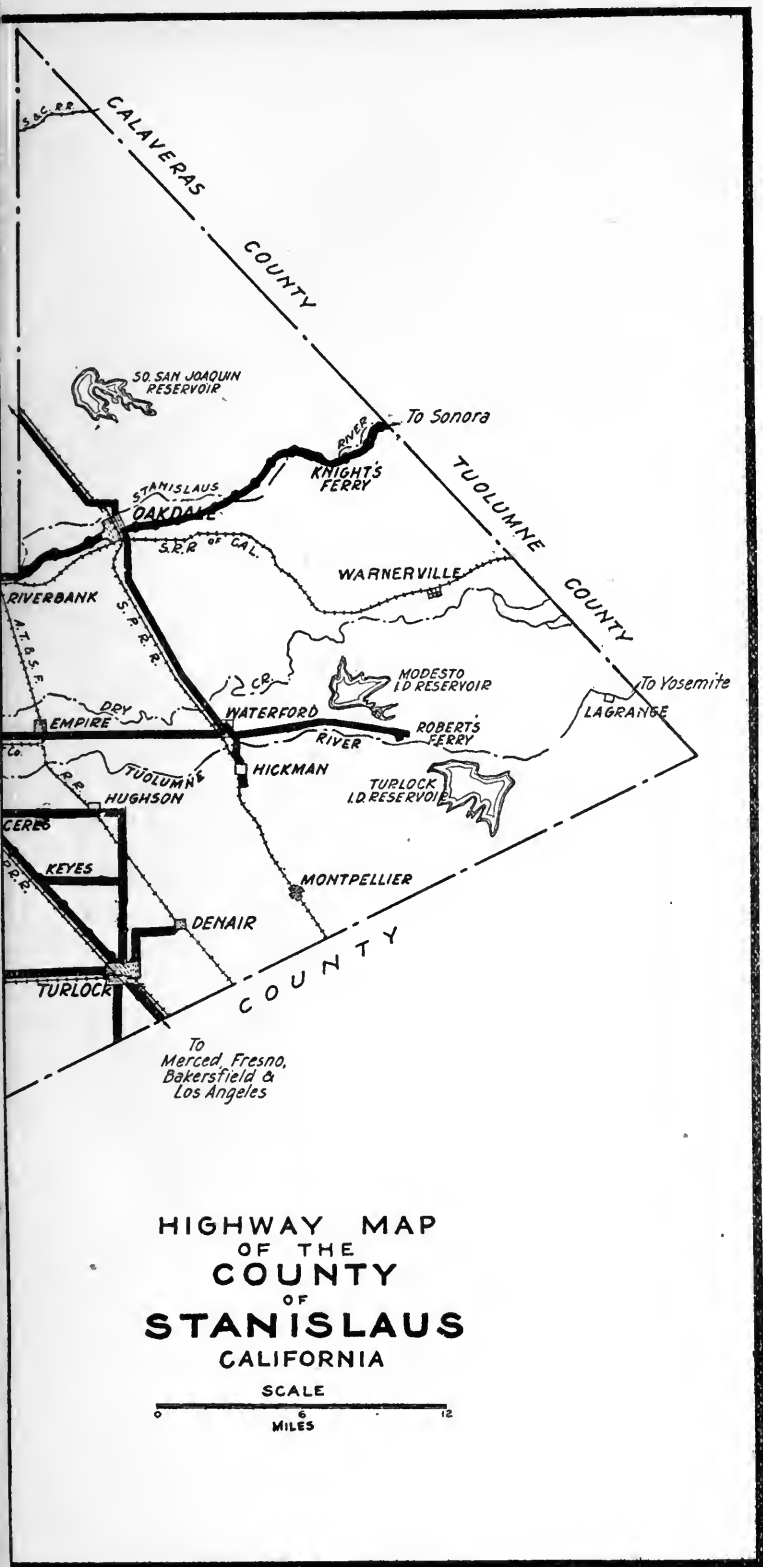 S & C. R.R.
CALAVERAS
COUNTY
SO. SAN JOAQUIN
RESERVOIR
To Sonora
RIVER
KNIGHT'S
FERRY
STANISLAUS
OAKDALE
TUOLUMNE
COUNTY
S.R.R OF CAL.
WARNERVILLE
RIVERBANK
A.T.& S.F.
S. P. R. R.
CR.
MODESTO
I.D RESERVOIR
To Yosemite
LAGRANGE
DRY
EMPIRE
WATERFORD
ROBERT'S
FERRY
RIVER
Co.
TUOLUMNE
HICKMAN
R.R.
HUGHSON
TURLOCK
I.D. RESERVOIR
CERES
P.R.R.
KEYES
MONTPELLIER
DENAIR
COUNTY
TURLOCK
To
Merced, Fresno,
Bakersfield &
Los Angeles
HIGHWAY MAP
OF THE
COUNTY
OF
STANISLAUS
CALIFORNIA
SCALE
0 6 12
MILES